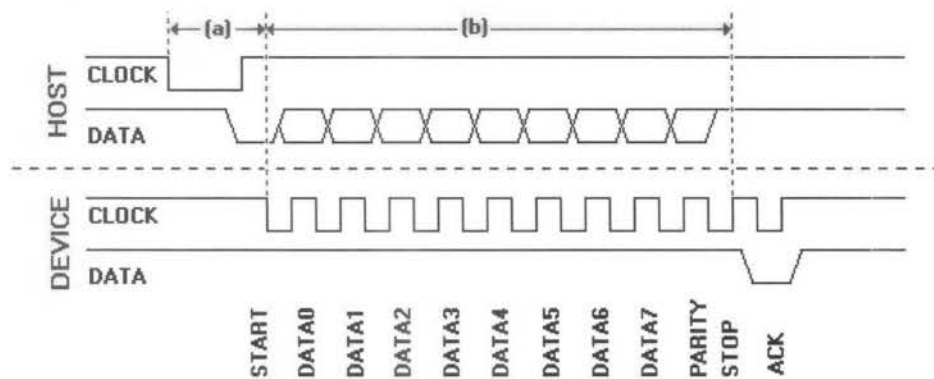 (a) (b)
HOST
CLOCK
DATA
DEVICE
CLOCK
DATA
START
DATA0
DATA1
DATA2
DATA3
DATA4
DATA5
DATA6
DATA7
PARITY
STOP
ACK